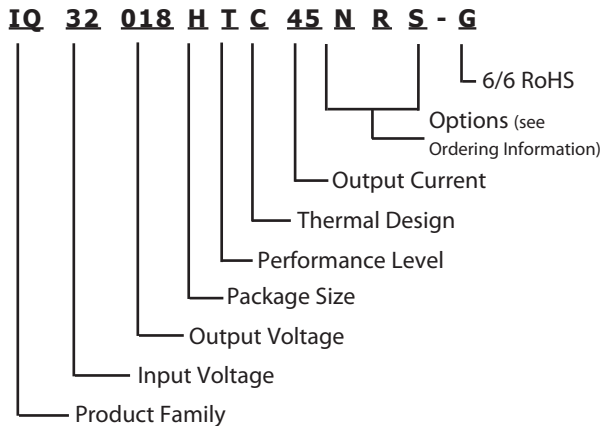 IQ 32 018 H T C 45 N R S - G
6/6 RoHS
Options (see
Ordering Information)
Output Current
Thermal Design
Performance Level
Package Size
Output Voltage
Input Voltage
Product Family